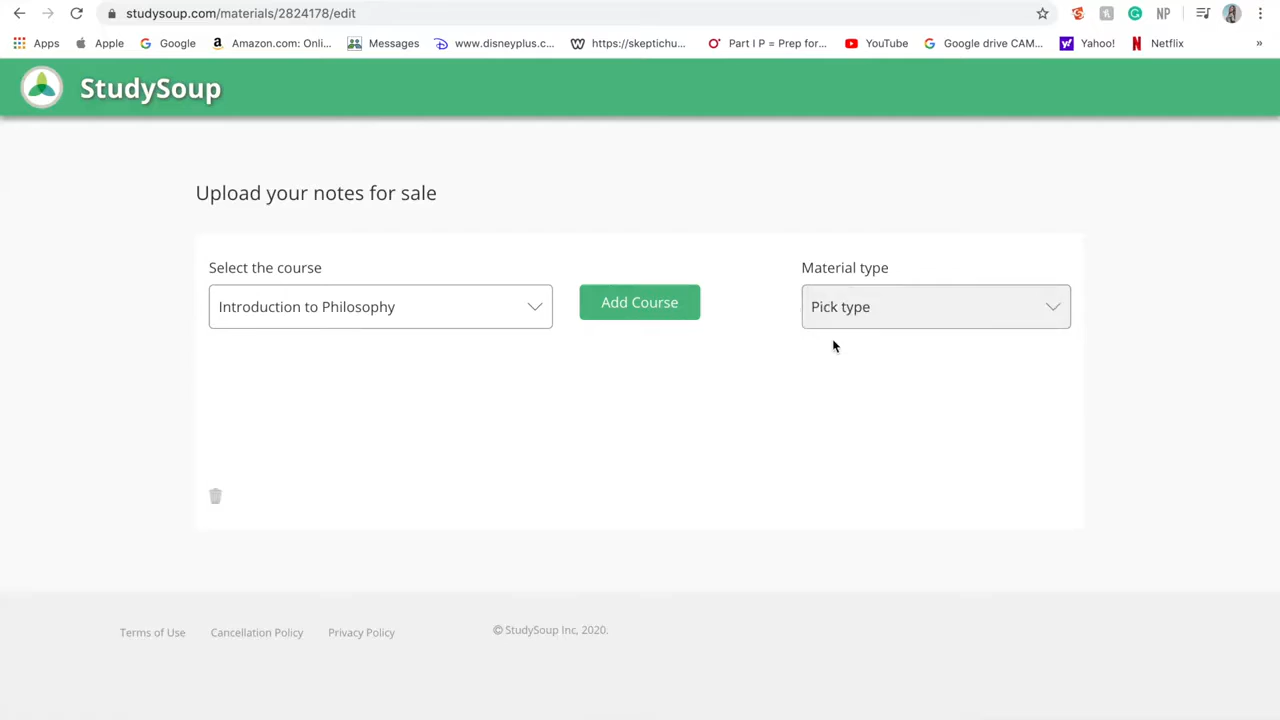 studysoup.com/materials/2824178/edit
NP
Apps Apple Google Amazon.com: Onli... Messages www.disneyplus.c... https://skeptichu... Part I P = Prep for... YouTube Google drive CAM... Yahoo! Netflix »
StudySoup
Upload your notes for sale
Select the course
Material type
Introduction to Philosophy
Add Course
Pick type
Terms of Use Cancellation Policy Privacy Policy © StudySoup Inc, 2020.